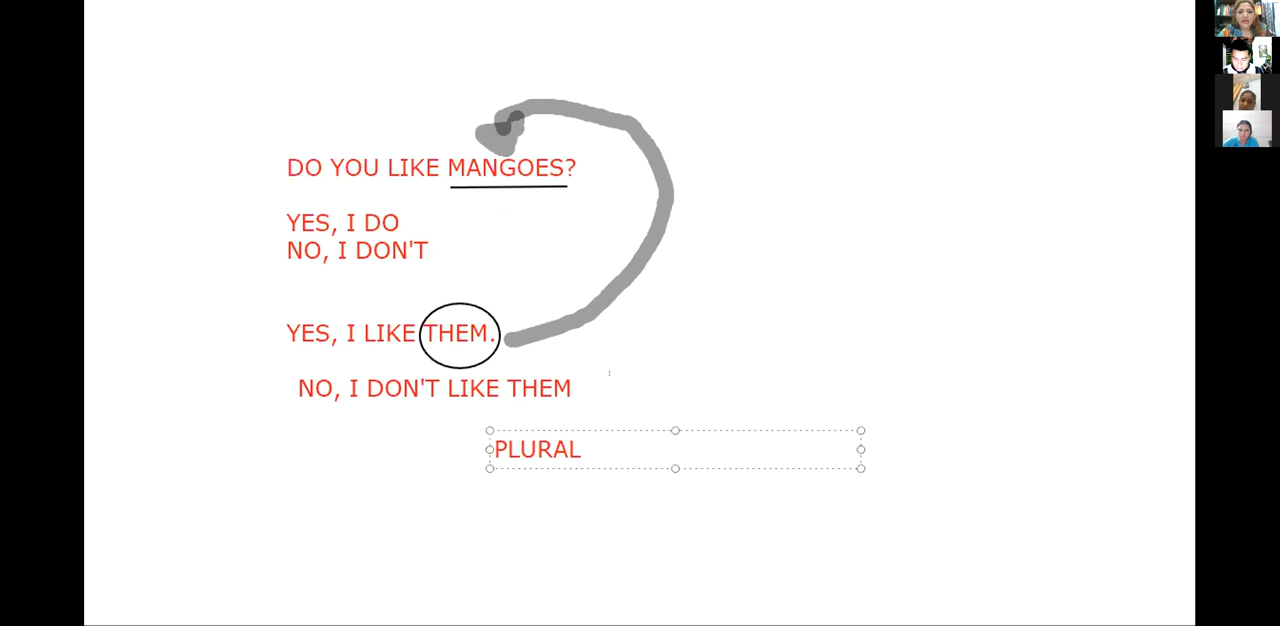 DO YOU LIKE MANGOES?
YES, I DO
NO, I DON'T
YES, I LIKE THEM.
NO, I DON'T LIKE THEM
PLURAL